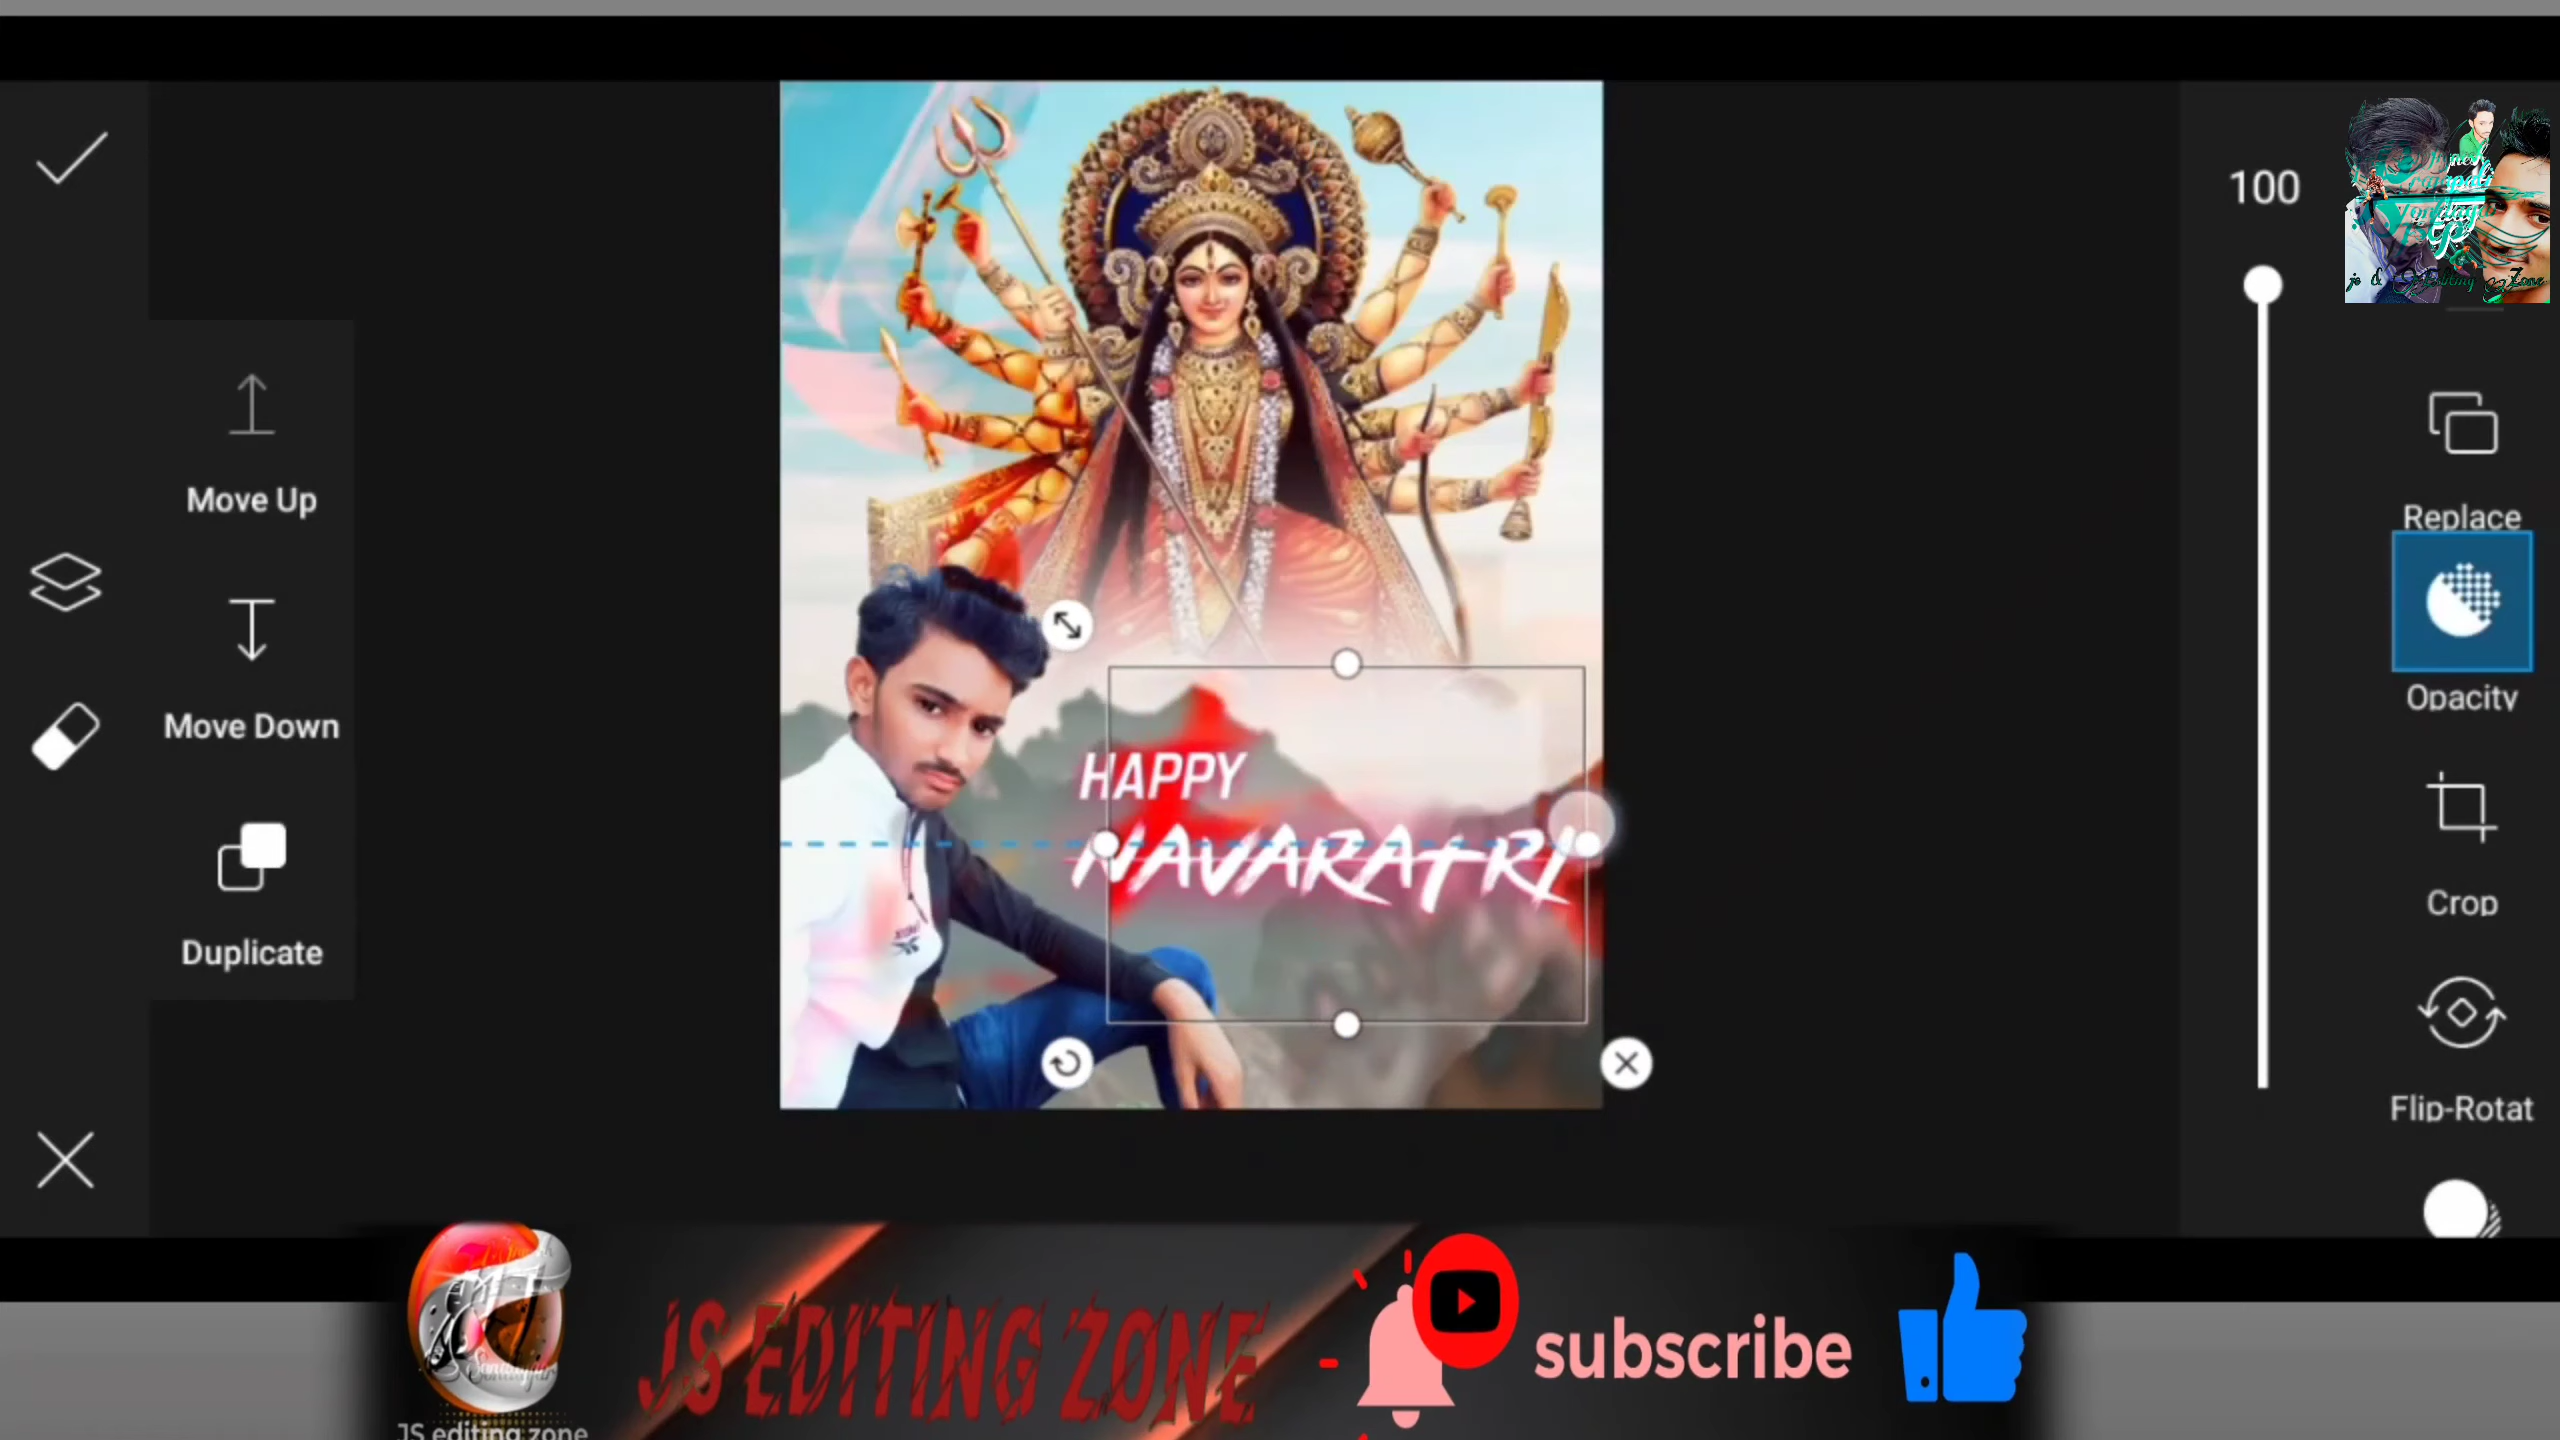 100
Move Up
Replace
Opacity
Move Down
HAPPY
NAVARATRI
Crop
Duplicate
Flip-Rotat
JS EDITING ZONE
subscribe
JS editing zone